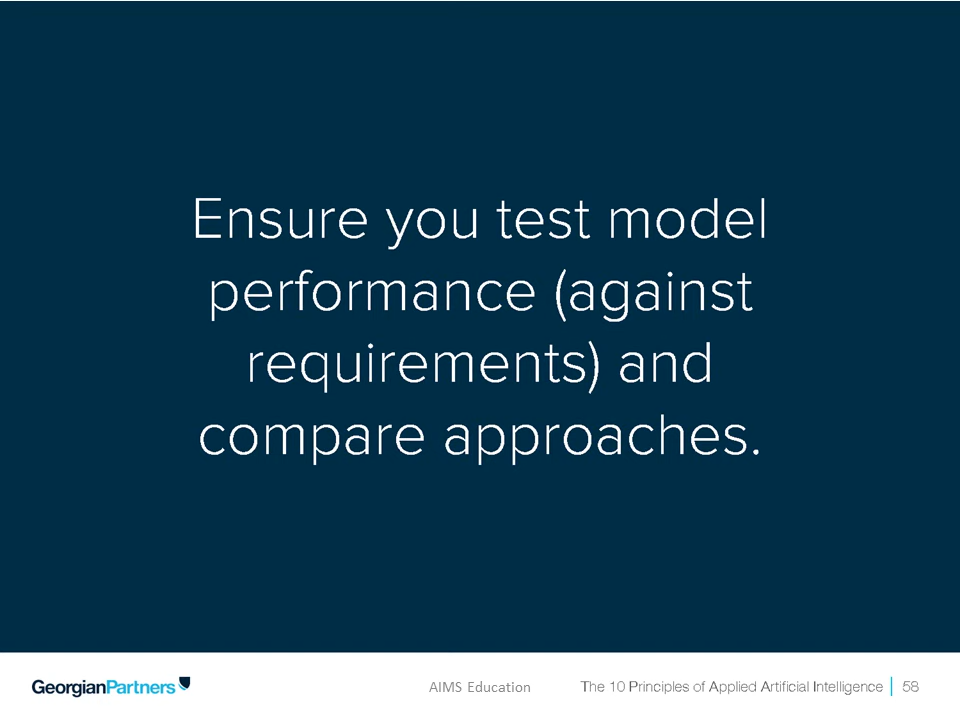 Ensure you test model
performance (against
requirements) and
compare approaches.
GeorgianPartners
AIMS Education
The 10 Principles of Applied Artificial Intelligence | 58